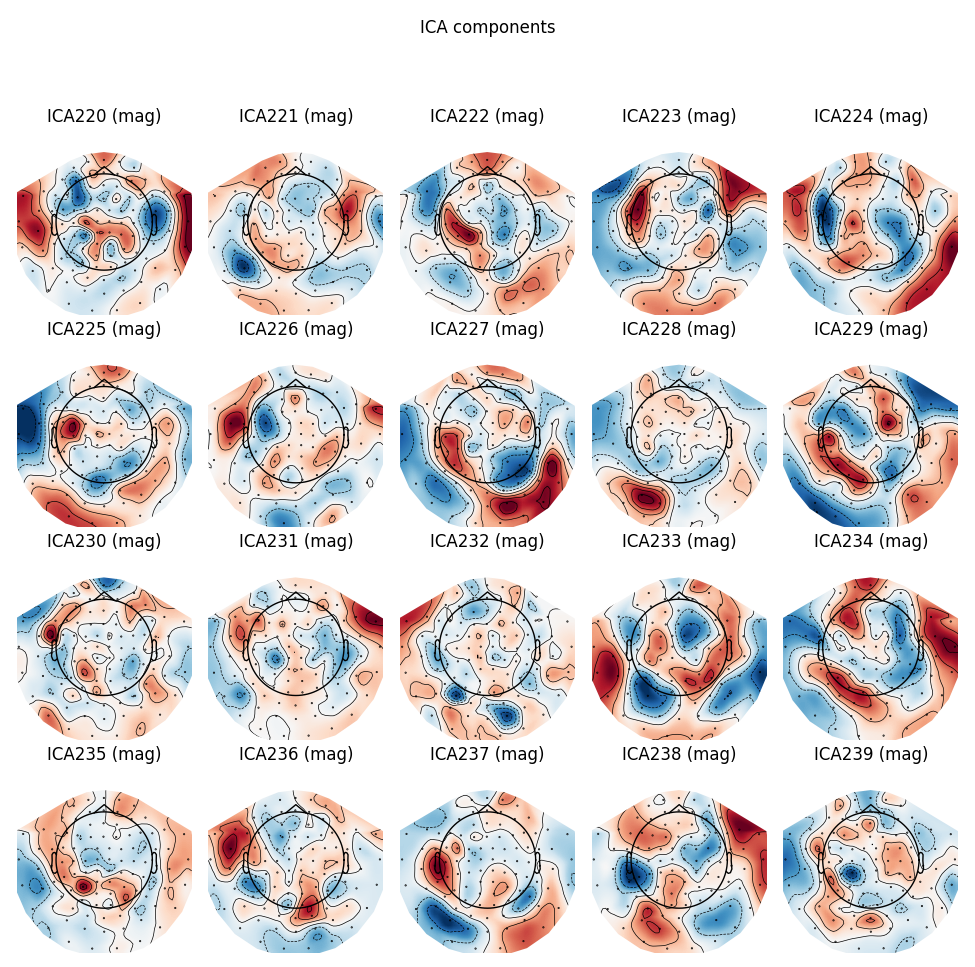 ICA components
ICA220 (mag) ICA221 (mag) ICA222 (mag) ICA223 (mag) ICA224 (mag)
ICA225 (mag) ICA226 (mag) ICA227 (mag) ICA228 (mag) ICA229 (mag)
ICA230 (mag) ICA231 (mag) ICA232 (mag) ICA233 (mag) ICA234 (mag)
ICA235 (mag) ICA236 (mag) ICA237 (mag) ICA238 (mag) ICA239 (mag)